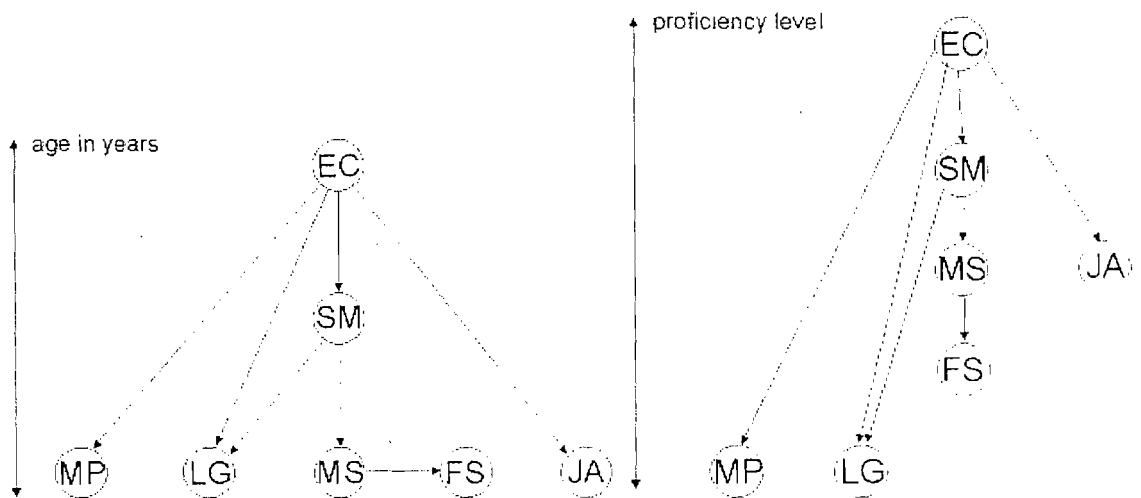 age in years
EC
SM
MP
LG
MS
FS
JA
proficiency level
EC
SM
MS
JA
FS
MP
LG